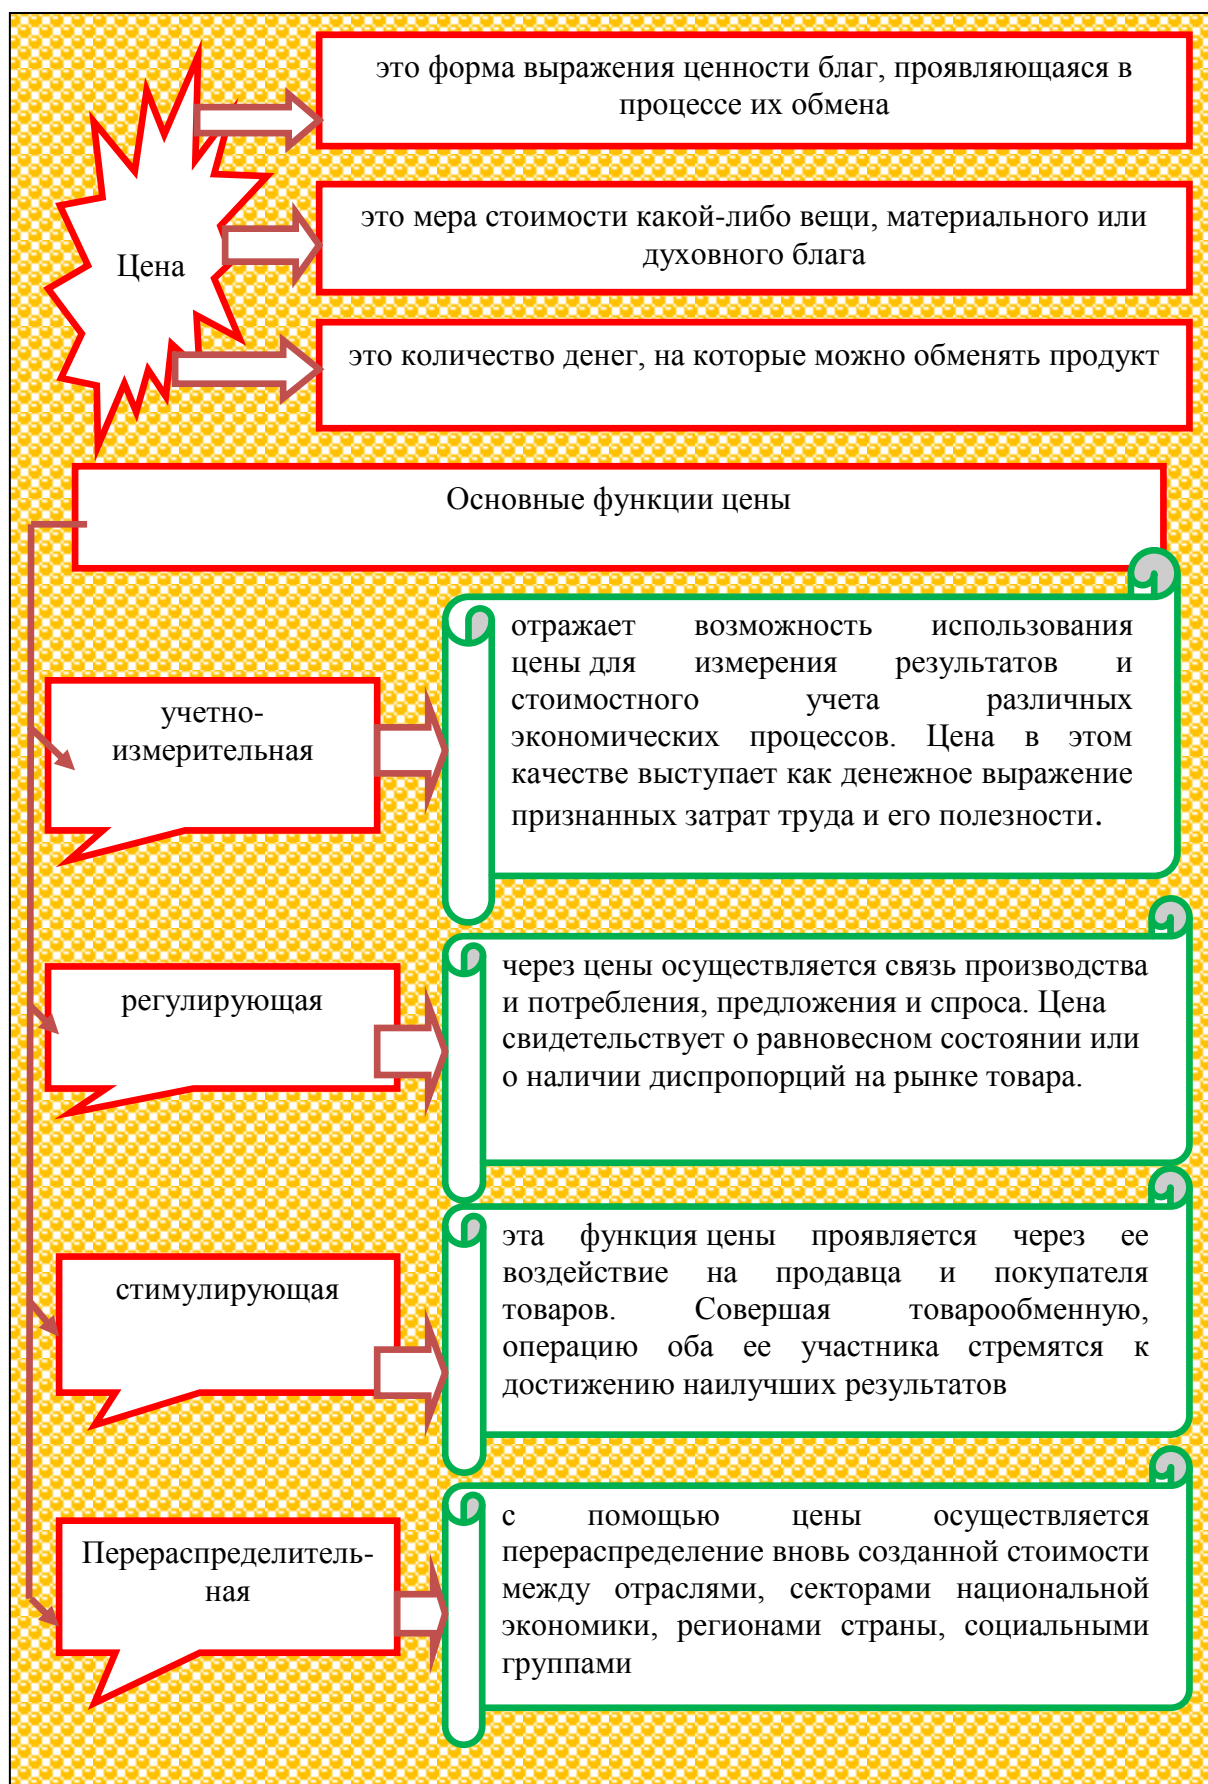 это форма выражения ценности благ, проявляющаяся в
процессе их обмена
Цена
это мера стоимости какой-либо вещи, материального или
духовного блага
это количество денег, на которые можно обменять продукт
Основные функции цены
учетно-
измерительная
отражает возможность использования
цены для измерения результатов и
стоимостного учета различных
экономических процессов. Цена в этом
качестве выступает как денежное выражение
признанных затрат труда и его полезности.
регулирующая
через цены осуществляется связь производства
и потребления, предложения и спроса. Цена
свидетельствует о равновесном состоянии или
о наличии диспропорций на рынке товара.
стимулирующая
эта функция цены проявляется через ее
воздействие на продавца и покупателя
товаров. Совершая товарообменную,
операцию оба ее участника стремятся к
достижению наилучших результатов
Перераспределитель-
ная
с помощью цены осуществляется
перераспределение вновь созданной стоимости
между отраслями, секторами национальной
экономики, регионами страны, социальными
группами